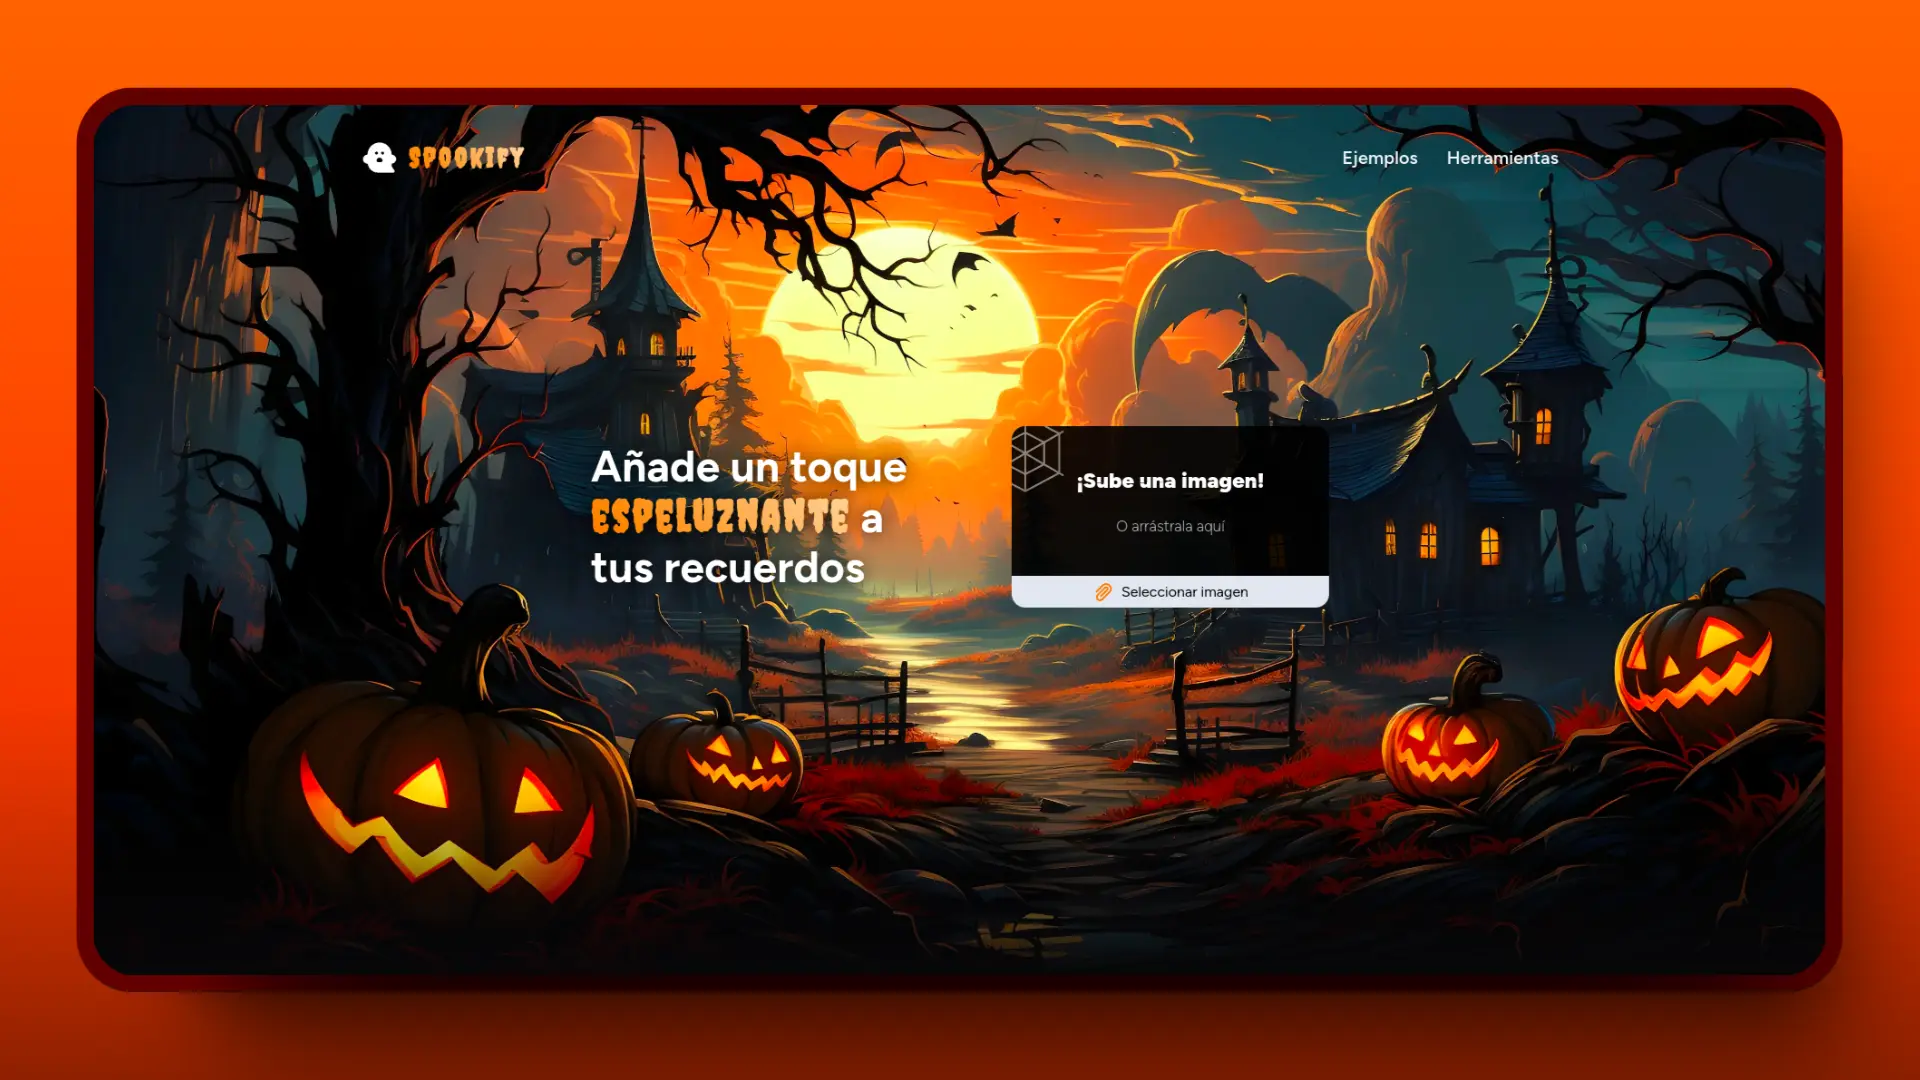 SPOOKIFY
Ejemplos
Herramientas
Añade un toque
ESPELUZNANTE a
tus recuerdos
¡Sube una imagen!
O arrástrala aquí
Seleccionar imagen